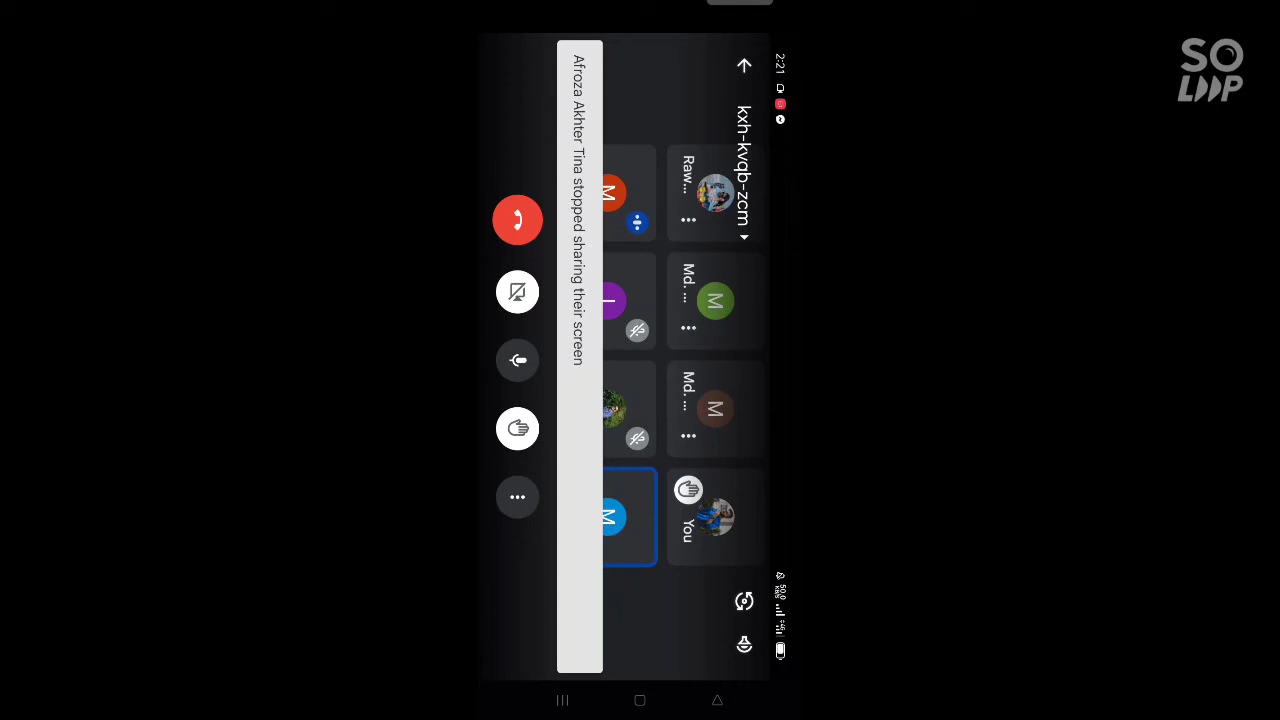 2:21
kxh-kvqb-zcm
Raw...
Md. ...
Md. ...
You
M
M
M
I
M
Afroza Akhter Tina stopped sharing their screen
SO
LOOP